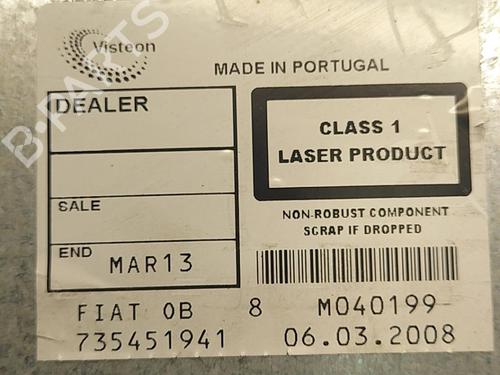 Visteon
MADE IN PORTUGAL
DEALER
CLASS 1
LASER PRODUCT
SALE
NON-ROBUST COMPONENT
SCRAP IF DROPPED
END
MAR13
FIAT 0B 8 M040199
735451941 06.03.2008
B-PARTS